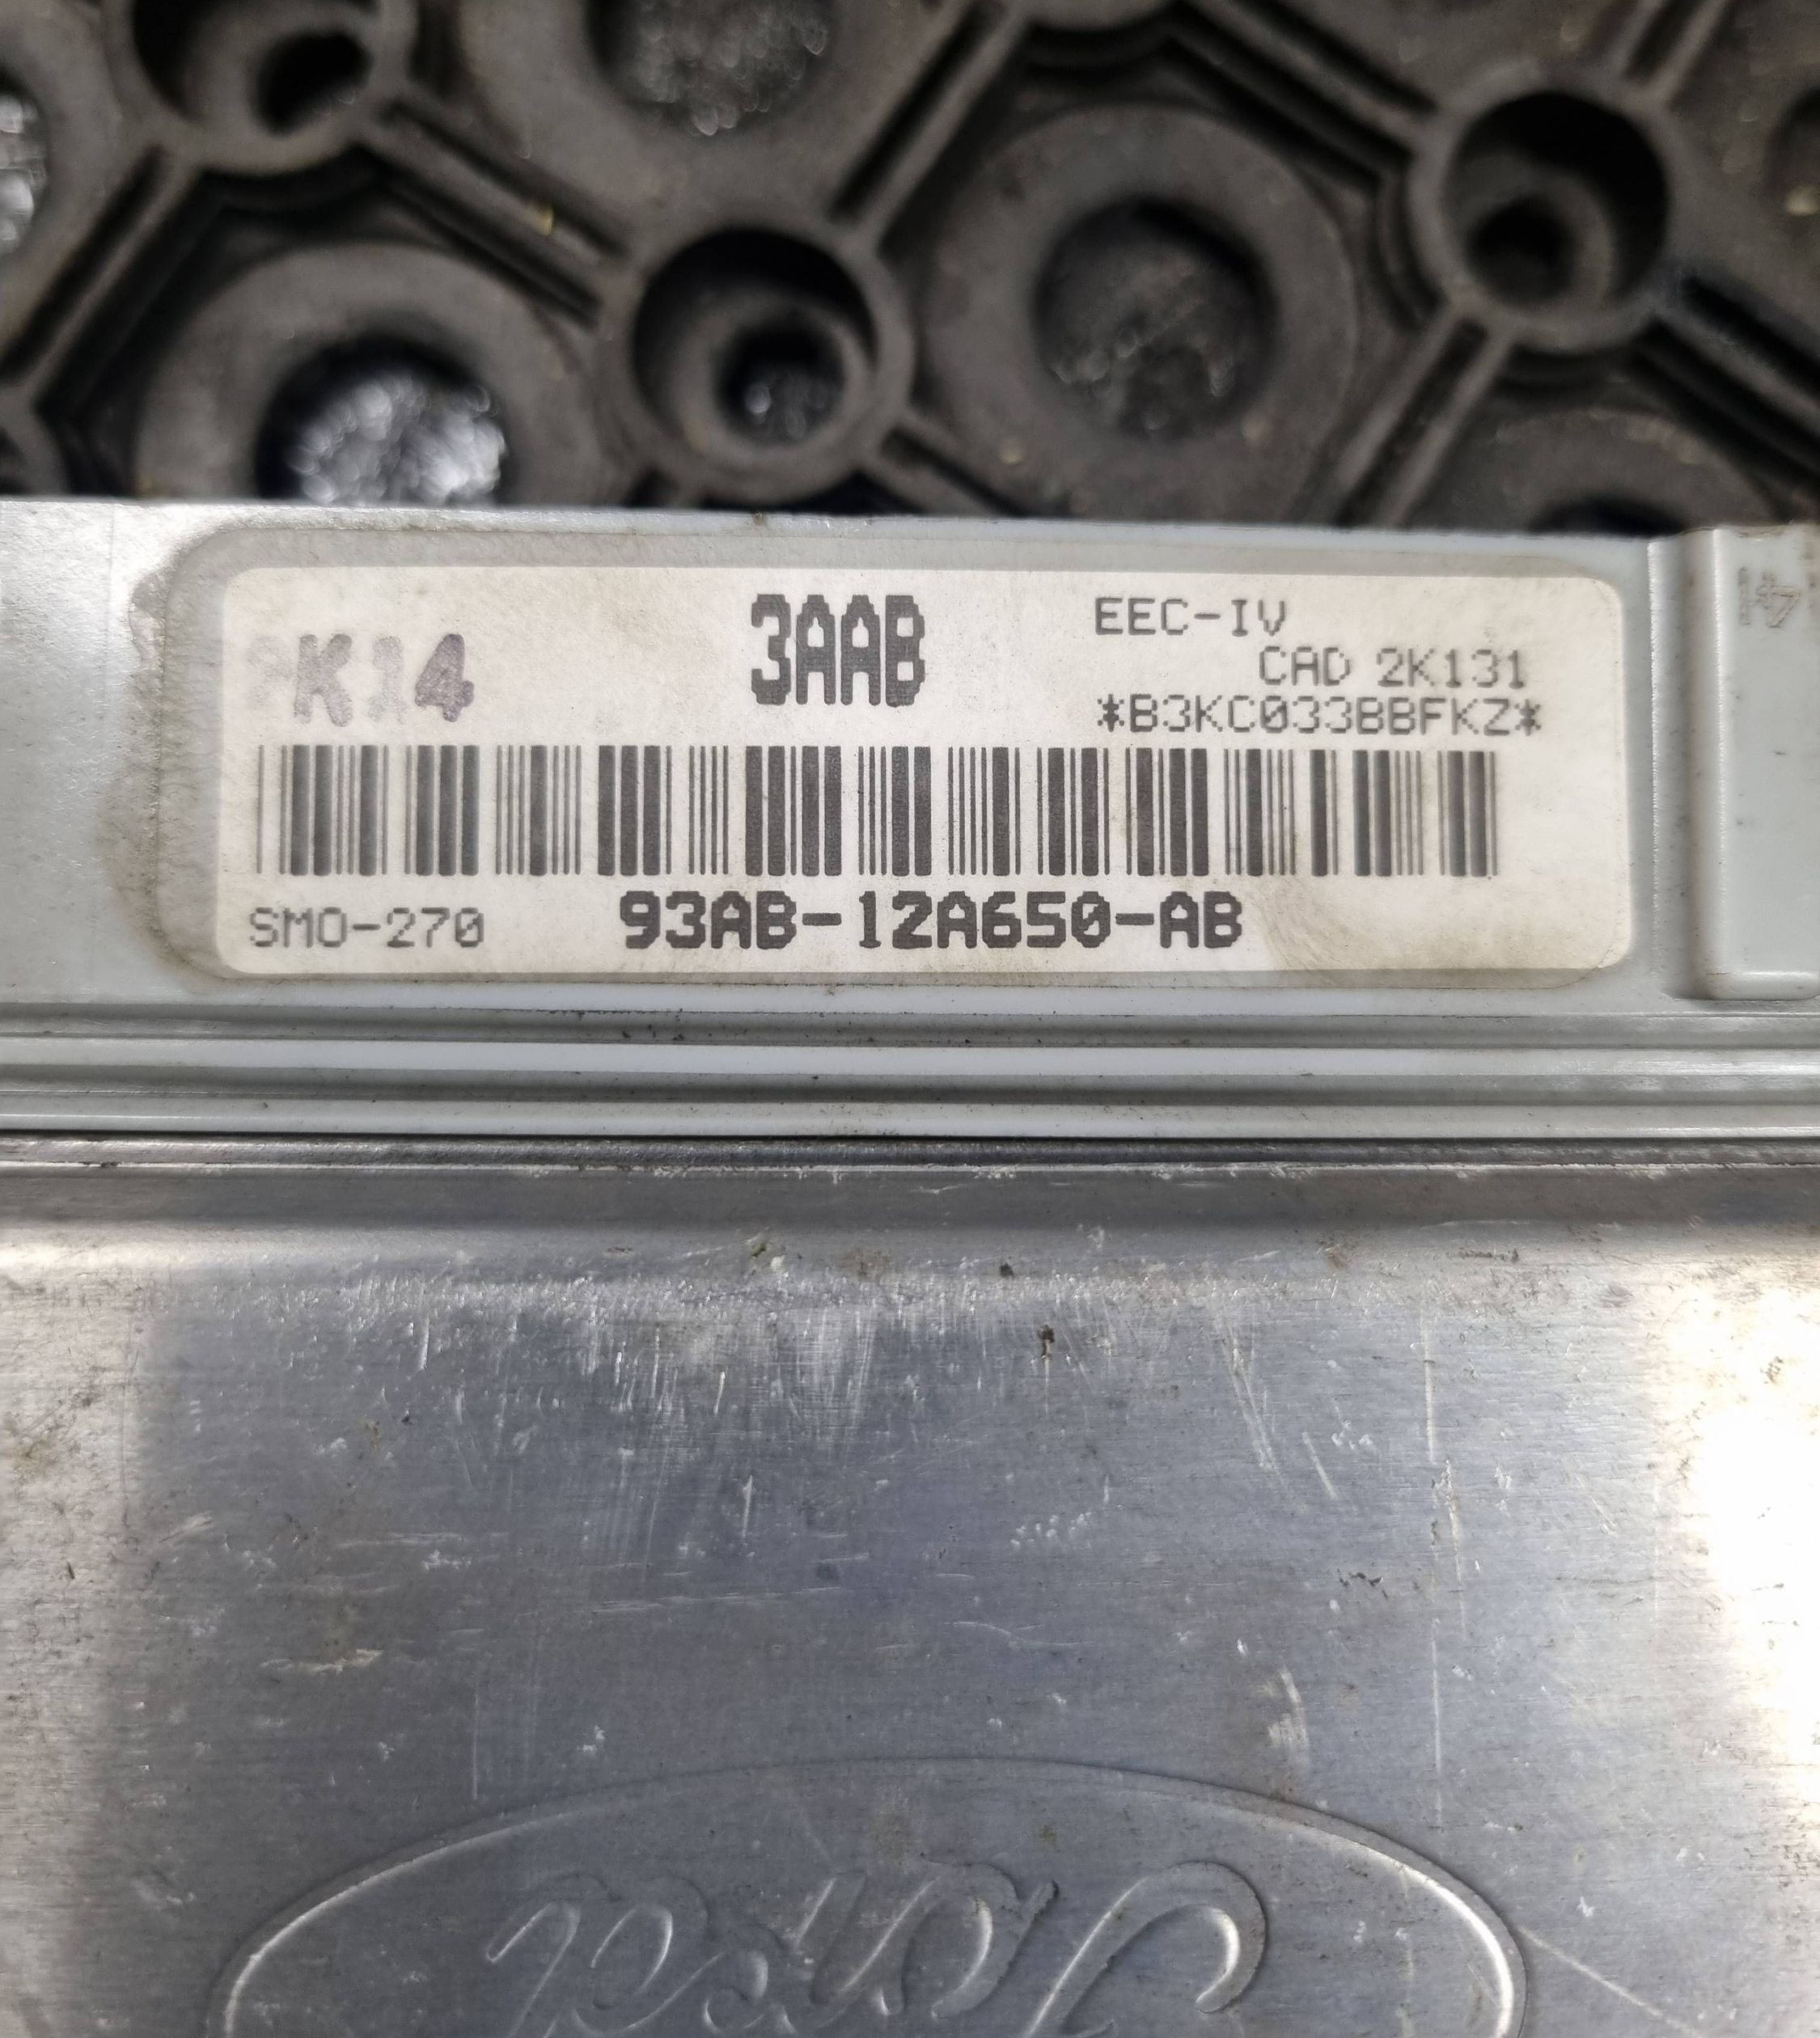 K14
3AAB
EEC-IV
CAD 2K131
*B3KC033BBFKZ*
SMO-270 93AB-12A650-AB
Ford